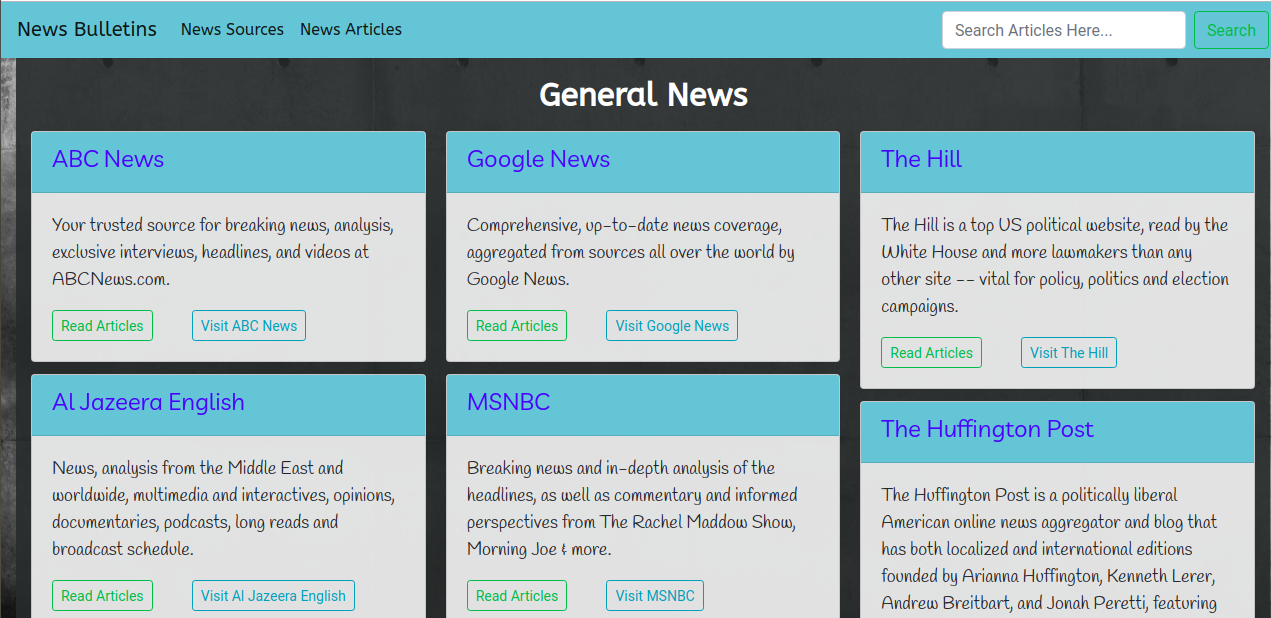 News Bulletins
News Sources
News Articles
Search Articles Here...
Search
General News
ABC News
Your trusted source for breaking news, analysis,
exclusive interviews, headlines, and videos at
ABCNews.com.
Read Articles
Visit ABC News
Google News
Comprehensive, up-to-date news coverage,
aggregated from sources all over the world by
Google News.
Read Articles
Visit Google News
The Hill
The Hill is a top US political website, read by the
White House and more lawmakers than any
other site -- vital for policy, politics and election
campaigns.
Read Articles
Visit The Hill
Al Jazeera English
News, analysis from the Middle East and
worldwide, multimedia and interactives, opinions,
documentaries, podcasts, long reads and
broadcast schedule.
Read Articles
Visit Al Jazeera English
MSNBC
Breaking news and in-depth analysis of the
headlines, as well as commentary and informed
perspectives from The Rachel Maddow Show,
Morning Joe & more.
Read Articles
Visit MSNBC
The Huffington Post
The Huffington Post is a politically liberal
American online news aggregator and blog that
has both localized and international editions
founded by Arianna Huffington, Kenneth Lerer,
Andrew Breitbart, and Jonah Peretti, featuring